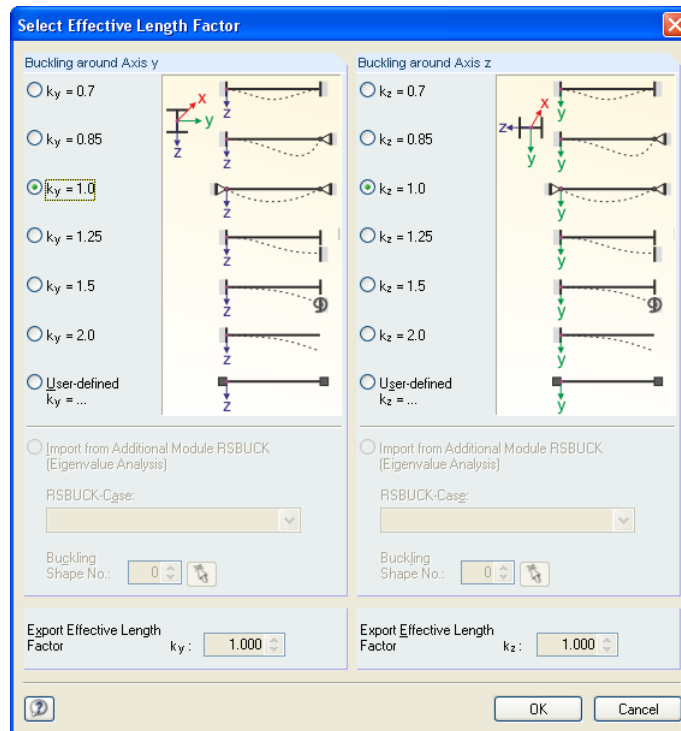 Select Effective Length Factor
Buckling around Axis y
ky = 0.7
ky = 0.85
ky = 1.0
ky = 1.25
ky = 1.5
ky = 2.0
User-defined
ky = ...
x
y
z
z
z
z
z
z
z
z
Import from Additional Module RSBUCK
(Eigenvalue Analysis)
RSBUCK-Case:
Buckling
Shape No.: 0
Export Effective Length
Factor ky : 1.000
Buckling around Axis z
kz = 0.7
kz = 0.85
kz = 1.0
kz = 1.25
kz = 1.5
kz = 2.0
User-defined
kz = ...
x
z
y
y
y
y
y
y
y
y
Import from Additional Module RSBUCK
(Eigenvalue Analysis)
RSBUCK-Case:
Buckling
Shape No.: 0
Export Effective Length
Factor kz : 1.000
OK Cancel